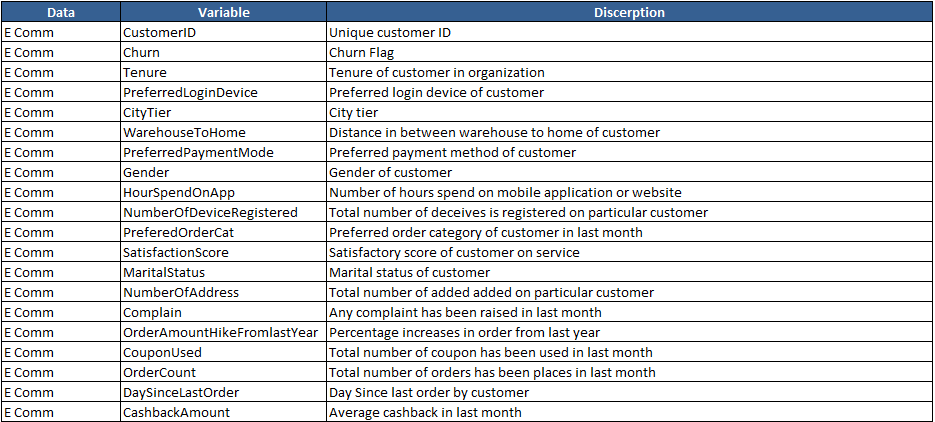 Data Variable Discerption
E Comm CustomerID Unique customer ID
E Comm Churn Churn Flag
E Comm Tenure Tenure of customer in organization
E Comm PreferredLoginDevice Preferred login device of customer
E Comm CityTier City tier
E Comm WarehouseToHome Distance in between warehouse to home of customer
E Comm PreferredPaymentMode Preferred payment method of customer
E Comm Gender Gender of customer
E Comm HourSpendOnApp Number of hours spend on mobile application or website
E Comm NumberOfDeviceRegistered Total number of deceives is registered on particular customer
E Comm PreferedOrderCat Preferred order category of customer in last month
E Comm SatisfactionScore Satisfactory score of customer on service
E Comm MaritalStatus Marital status of customer
E Comm NumberOfAddress Total number of added added on particular customer
E Comm Complain Any complaint has been raised in last month
E Comm OrderAmountHikeFromlastYear Percentage increases in order from last year
E Comm CouponUsed Total number of coupon has been used in last month
E Comm OrderCount Total number of orders has been places in last month
E Comm DaySinceLastOrder Day Since last order by customer
E Comm CashbackAmount Average cashback in last month